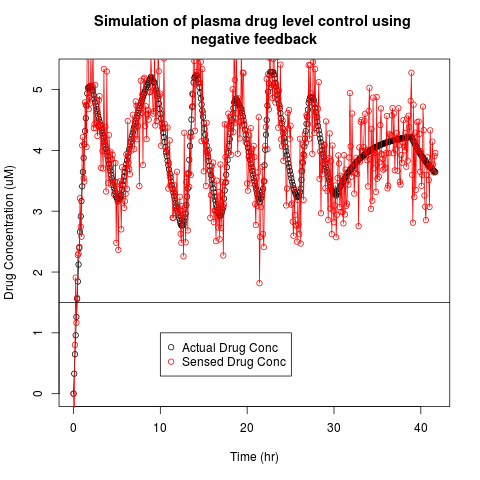 Simulation of plasma drug level control using
negative feedback
Drug Concentration (uM)
5
4
3
2
1
0
Actual Drug Conc
Sensed Drug Conc
0 10 20 30 40
Time (hr)